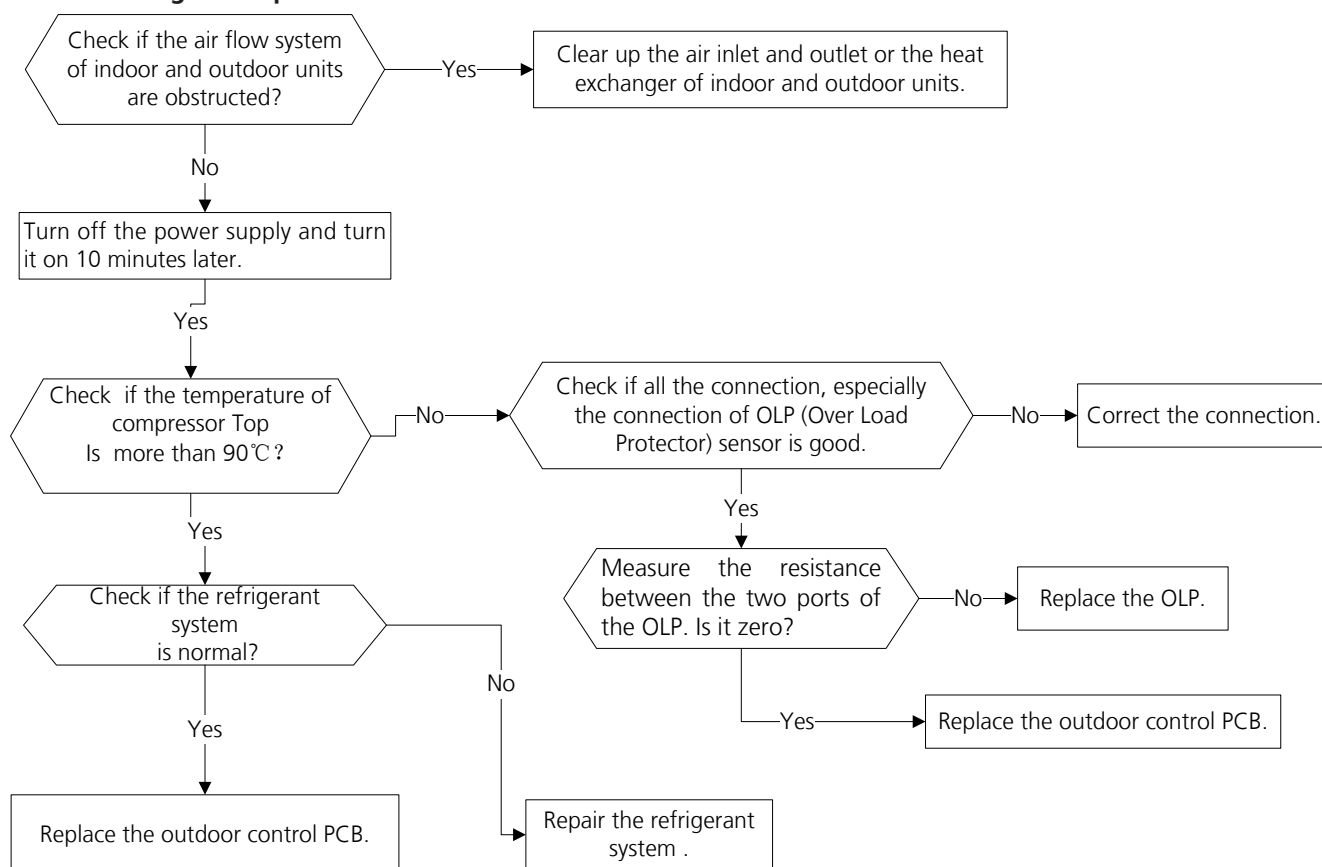 Check if the air flow system
of indoor and outdoor units
are obstructed?
Yes
Clear up the air inlet and outlet or the heat
exchanger of indoor and outdoor units.
No
Turn off the power supply and turn
it on 10 minutes later.
Yes
Check if the temperature of
compressor Top
Is more than 90℃?
No
Check if all the connection, especially
the connection of OLP (Over Load
Protector) sensor is good.
No
Correct the connection.
Yes
Yes
Measure the resistance
between the two ports of
the OLP. Is it zero?
No
Replace the OLP.
Check if the refrigerant
system
is normal?
No
Yes
Yes
Replace the outdoor control PCB.
Replace the outdoor control PCB.
Repair the refrigerant
system .